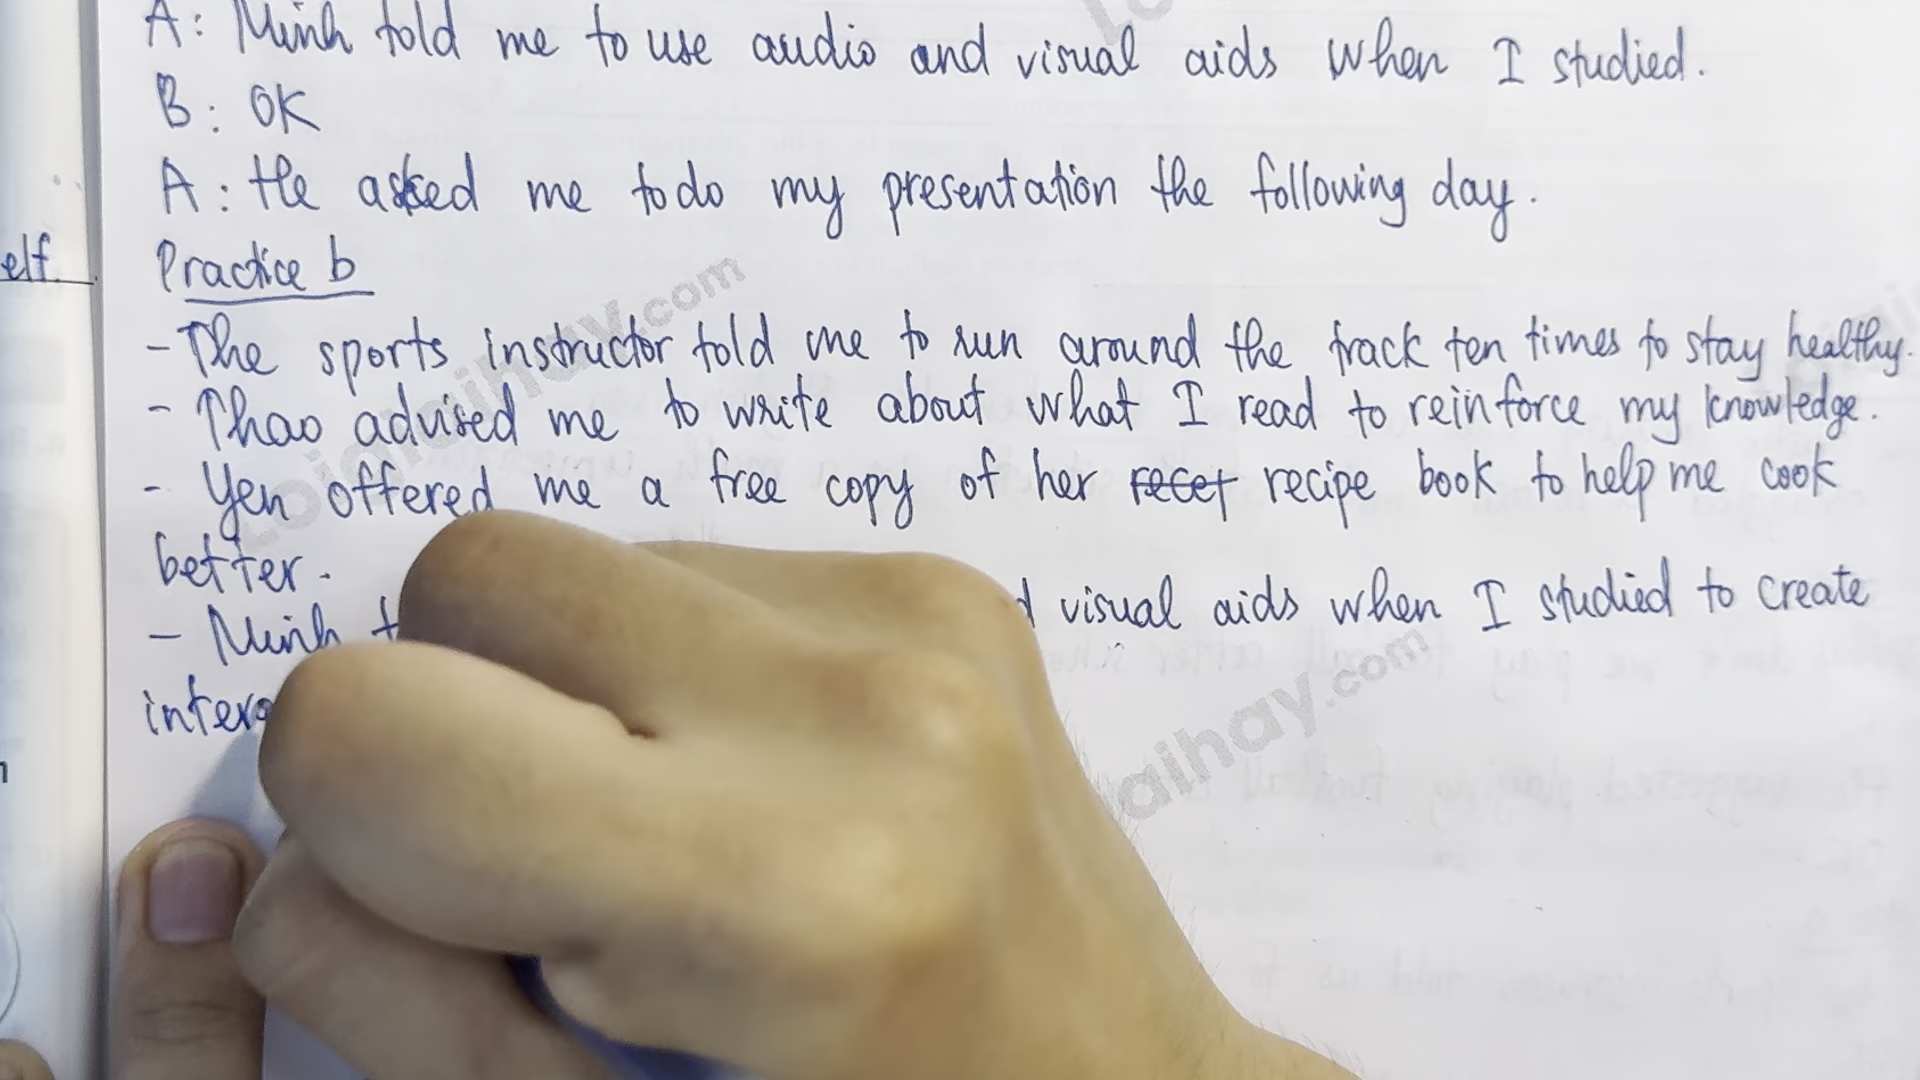 A: Minh told me to use audio and visual aids when I studied.
B: OK
A: He asked me to do my presentation the following day.
elf
Practice b
- The sports instructor told me to run around the track ten times to stay healthy.
- Thao advised me to write about what I read to reinforce my knowledge.
- Yen offered me a free copy of her recet recipe book to help me cook
better.
- Minh visual aids when I studied to create
Loigiaihay.com